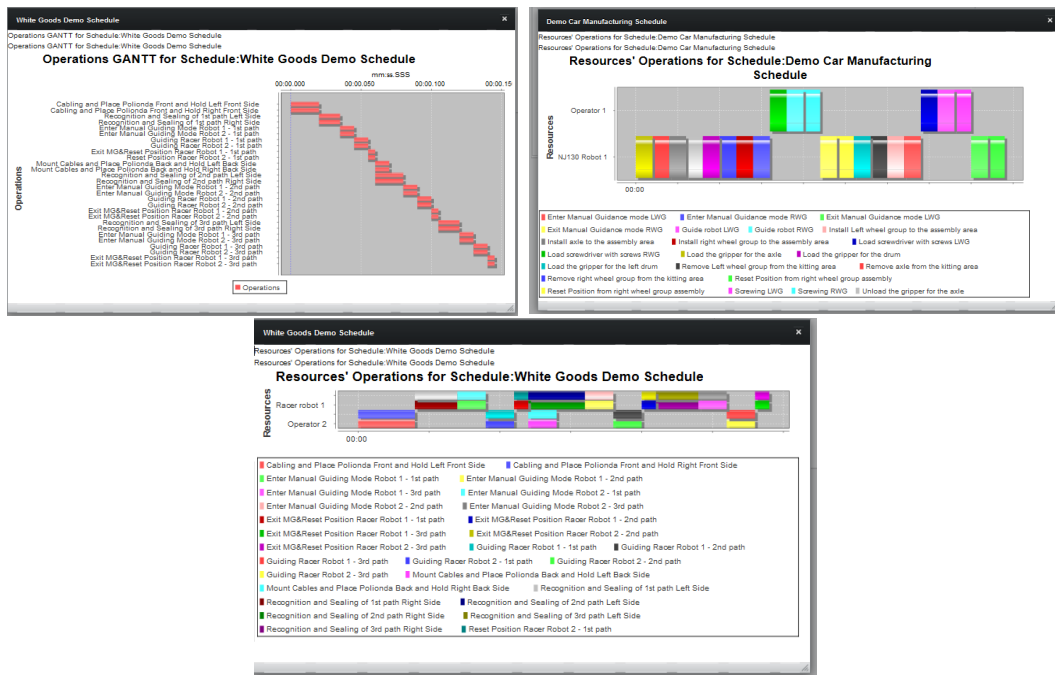 White Goods Demo Schedule ×
Operations GANTT for Schedule:White Goods Demo Schedule
Operations GANTT for Schedule:White Goods Demo Schedule
Operations GANTT for Schedule:White Goods Demo Schedule
mm:ss.SSS
00:00.000 00:00.050 00:00.100 00:00.15
Operations
Cabling and Place Polionda Front and Hold Left Front Side
Cabling and Place Polionda Front and Hold Right Front Side
Recognition and Sealing of 1st path Left Side
Recognition and Sealing of 1st path Right Side
Enter Manual Guiding Mode Robot 1 - 1st path
Enter Manual Guiding Mode Robot 2 - 1st path
Guiding Racer Robot 1 - 1st path
Guiding Racer Robot 2 - 1st path
Exit MG&Reset Position Racer Robot 1 - 1st path
Reset Position Racer Robot 2 - 1st path
Mount Cables and Place Polionda Back and Hold Left Back Side
Mount Cables and Place Polionda Back and Hold Right Back Side
Recognition and Sealing of 2nd path Left Side
Recognition and Sealing of 2nd path Right Side
Enter Manual Guiding Mode Robot 1 - 2nd path
Enter Manual Guiding Mode Robot 2 - 2nd path
Guiding Racer Robot 1 - 2nd path
Guiding Racer Robot 2 - 2nd path
Exit MG&Reset Position Racer Robot 1 - 2nd path
Exit MG&Reset Position Racer Robot 2 - 2nd path
Recognition and Sealing of 3rd path Left Side
Recognition and Sealing of 3rd path Right Side
Enter Manual Guiding Mode Robot 1 - 3rd path
Enter Manual Guiding Mode Robot 2 - 3rd path
Guiding Racer Robot 1 - 3rd path
Guiding Racer Robot 2 - 3rd path
Exit MG&Reset Position Racer Robot 1 - 3rd path
Exit MG&Reset Position Racer Robot 2 - 3rd path
Operations
Demo Car Manufacturing Schedule ×
Resources' Operations for Schedule:Demo Car Manufacturing Schedule
Resources' Operations for Schedule:Demo Car Manufacturing Schedule
Resources' Operations for Schedule:Demo Car Manufacturing
Schedule
Resources
Operator 1
NJ130 Robot 1
00:00
Enter Manual Guidance mode LWG Enter Manual Guidance mode RWG Exit Manual Guidance mode LWG
Exit Manual Guidance mode RWG Guide robot LWG Guide robot RWG Install Left wheel group to the assembly area
Install axle to the assembly area Install right wheel group to the assembly area Load screwdriver with screws LWG
Load screwdriver with screws RWG Load the gripper for the axle Load the gripper for the drum
Load the gripper for the left drum Remove Left wheel group from the kitting area Remove axle from the kitting area
Remove right wheel group from the kitting area Reset Position from left wheel group assembly
Reset Position from right wheel group assembly Screwing LWG Screwing RWG Unload the gripper for the axle
White Goods Demo Schedule ×
Resources' Operations for Schedule:White Goods Demo Schedule
Resources' Operations for Schedule:White Goods Demo Schedule
Resources' Operations for Schedule:White Goods Demo Schedule
Resources
Racer robot 1
Operator 2
00:00
Cabling and Place Polionda Front and Hold Left Front Side Cabling and Place Polionda Front and Hold Right Front Side
Enter Manual Guiding Mode Robot 1 - 1st path Enter Manual Guiding Mode Robot 1 - 2nd path
Enter Manual Guiding Mode Robot 1 - 3rd path Enter Manual Guiding Mode Robot 2 - 1st path
Enter Manual Guiding Mode Robot 2 - 2nd path Enter Manual Guiding Mode Robot 2 - 3rd path
Exit MG&Reset Position Racer Robot 1 - 1st path Exit MG&Reset Position Racer Robot 1 - 2nd path
Exit MG&Reset Position Racer Robot 1 - 3rd path Exit MG&Reset Position Racer Robot 2 - 2nd path
Exit MG&Reset Position Racer Robot 2 - 3rd path Guiding Racer Robot 1 - 1st path Guiding Racer Robot 1 - 2nd path
Guiding Racer Robot 1 - 3rd path Guiding Racer Robot 2 - 1st path Guiding Racer Robot 2 - 2nd path
Guiding Racer Robot 2 - 3rd path Mount Cables and Place Polionda Back and Hold Left Back Side
Mount Cables and Place Polionda Back and Hold Right Back Side Recognition and Sealing of 1st path Left Side
Recognition and Sealing of 1st path Right Side Recognition and Sealing of 2nd path Left Side
Recognition and Sealing of 2nd path Right Side Recognition and Sealing of 3rd path Left Side
Recognition and Sealing of 3rd path Right Side Reset Position Racer Robot 2 - 1st path